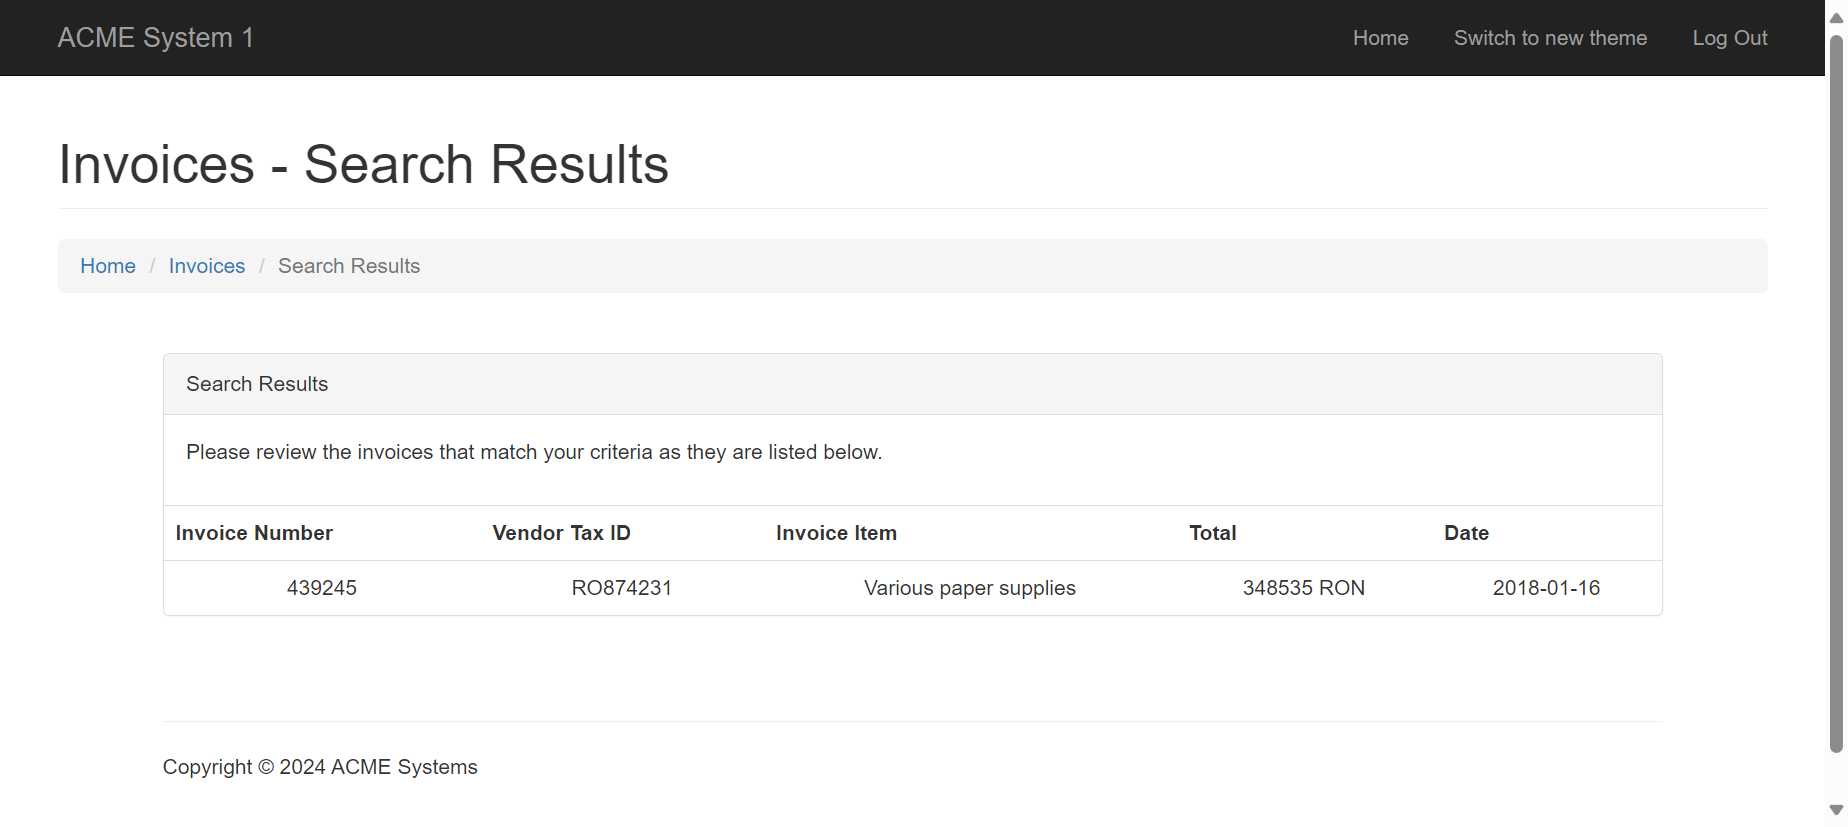 ACME System 1 Home Switch to new theme Log Out
Invoices - Search Results
Home / Invoices / Search Results
Search Results
Please review the invoices that match your criteria as they are listed below.
Invoice Number Vendor Tax ID Invoice Item Total Date
439245 RO874231 Various paper supplies 348535 RON 2018-01-16
Copyright © 2024 ACME Systems